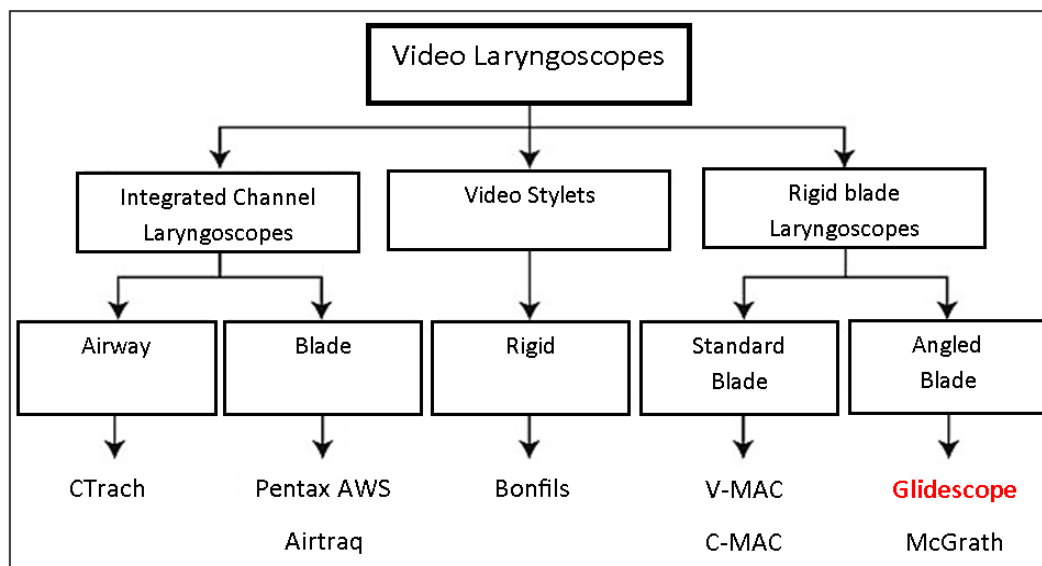 Video Laryngoscopes
Integrated Channel
Laryngoscopes
Video Stylets
Rigid blade
Laryngoscopes
Airway
Blade
Rigid
Standard
Blade
Angled
Blade
CTrach
Pentax AWS
Airtraq
Bonfils
V-MAC
C-MAC
Glidescope
McGrath